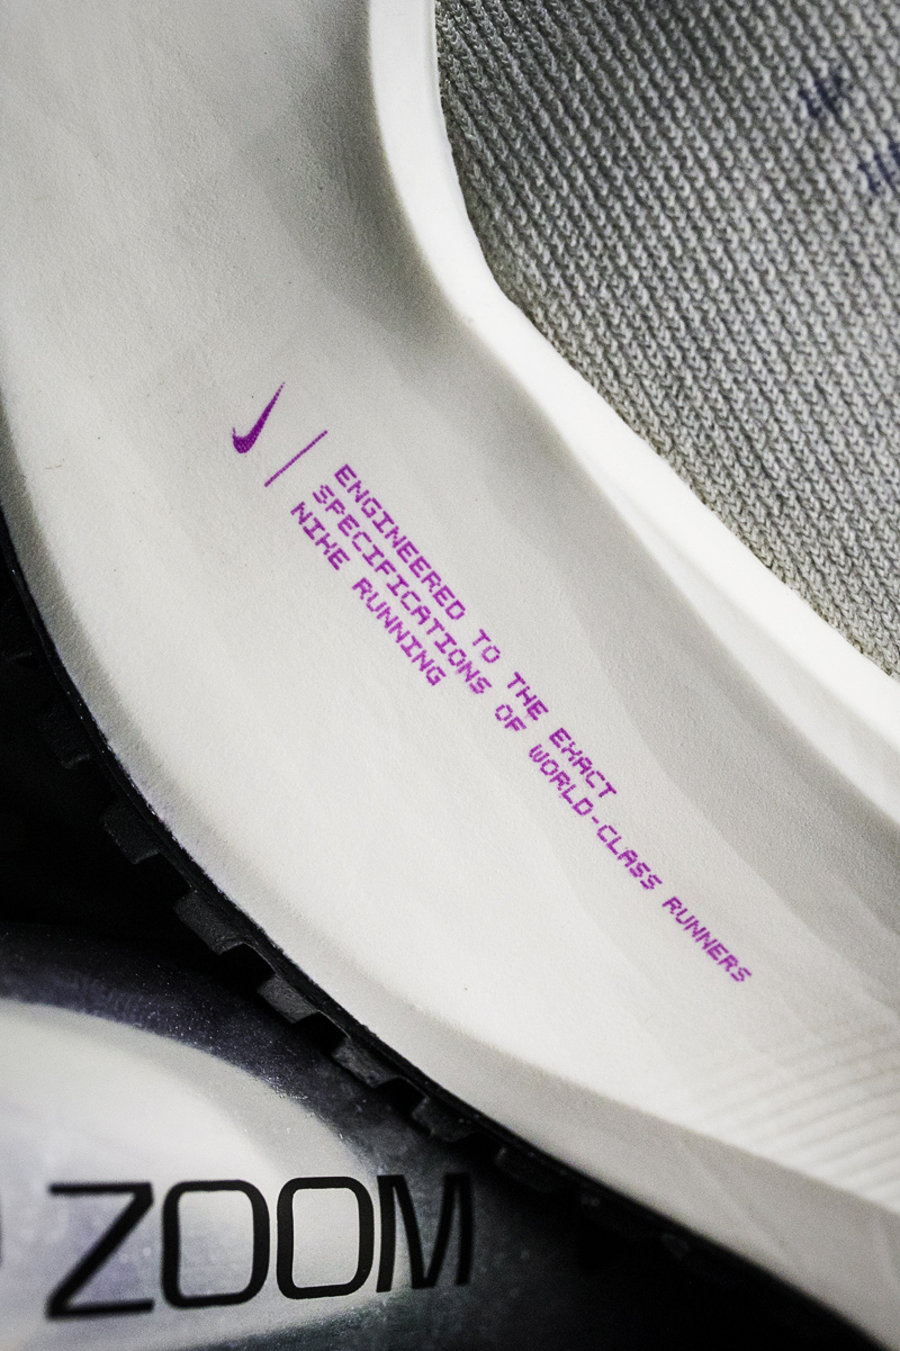 ENGINEERED TO THE EXACT
SPECIFICATIONS OF WORLD-CLASS RUNNERS
NIKE RUNNING
ZOOM